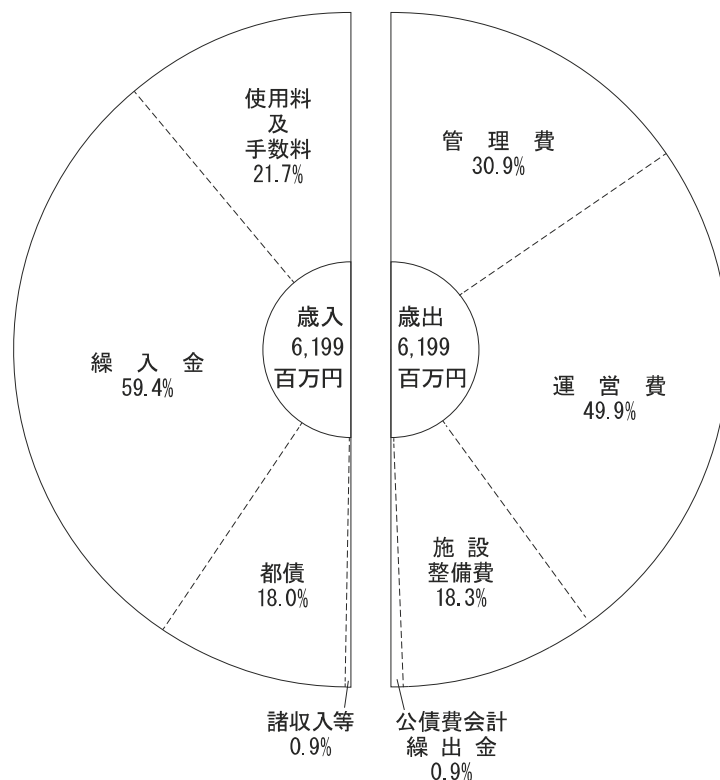 使用料
及
手数料
21.7%
繰入金
59.4%
都債
18.0%
諸収入等
0.9%
歳入
6,199
百万円
歳出
6,199
百万円
管理費
30.9%
運営費
49.9%
施設
整備費
18.3%
公債費会計
繰出金
0.9%